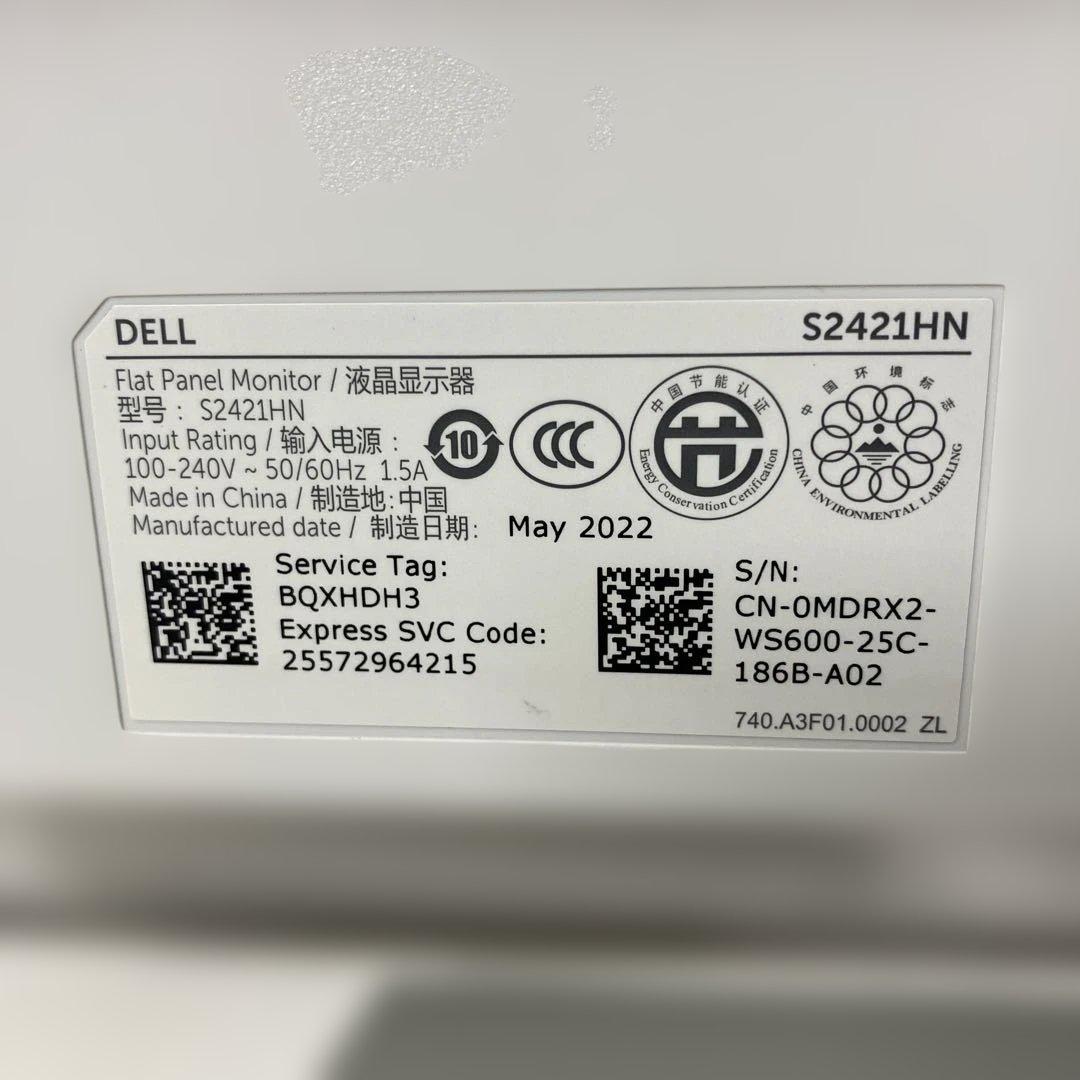 DELL
S2421HN
Flat Panel Monitor / 液晶显示器
型号 : S2421HN
Input Rating / 输入电源 :
100-240V ~ 50/60Hz 1.5A
Made in China / 制造地:中国
Manufactured date / 制造日期: May 2022
10
CCC
中国节能认证
Energy Conservation Certification
中国环境标志
CHINA ENVIRONMENTAL LABELLING
Service Tag:
BQXHDH3
Express SVC Code:
25572964215
S/N:
CN-0MDRX2-
WS600-25C-
186B-A02
740.A3F01.0002 ZL